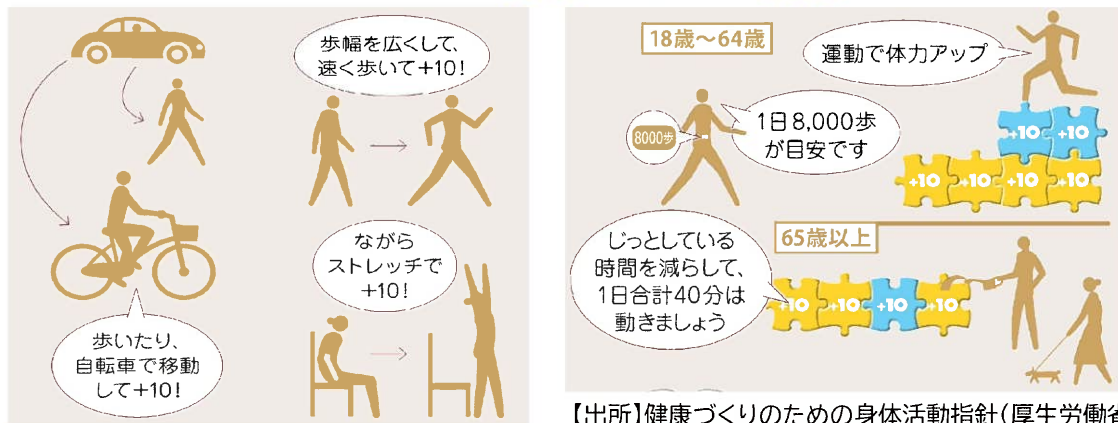 歩幅を広くして、
速く歩いて+10!
ながら
ストレッチで
+10!
歩いたり、
自転車で移動
して+10!
18歳～64歳
運動で体力アップ
8000歩
1日8,000歩
が目安です
+10 +10
+10 +10 +10 +10
65歳以上
じっとしている
時間を減らして、
1日合計40分は
動きましょう
+10 +10 +10 +10
【出所】健康づくりのための身体活動指針(厚生労働省